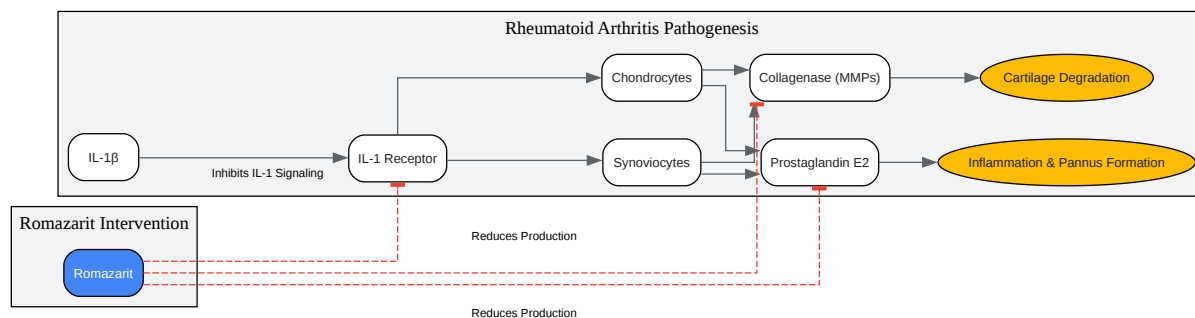 Rheumatoid Arthritis Pathogenesis
Chondrocytes
Collagenase (MMPs)
Cartilage Degradation
IL-1β
IL-1 Receptor
Synoviocytes
Prostaglandin E2
Inflammation & Pannus Formation
Inhibits IL-1 Signaling
Romazarit Intervention
Reduces Production
Romazarit
Reduces Production